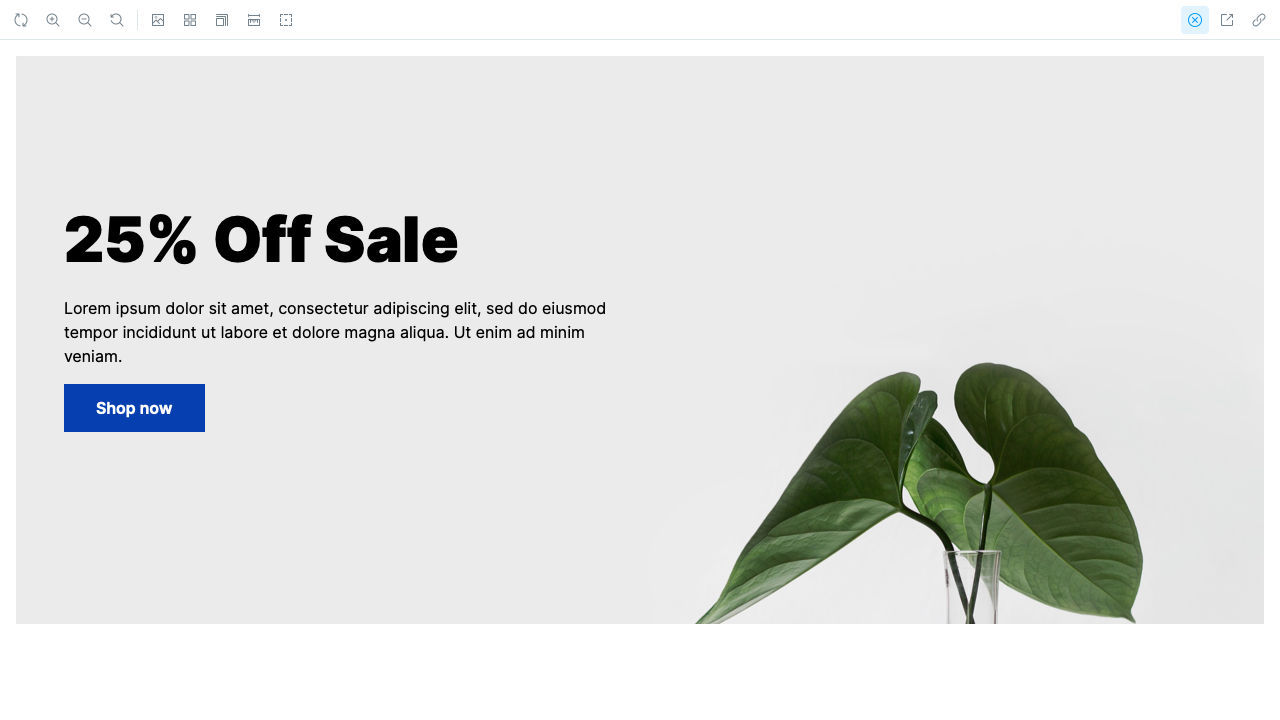 25% Off Sale
Lorem ipsum dolor sit amet, consectetur adipiscing elit, sed do eiusmod
tempor incididunt ut labore et dolore magna aliqua. Ut enim ad minim
veniam.
Shop now